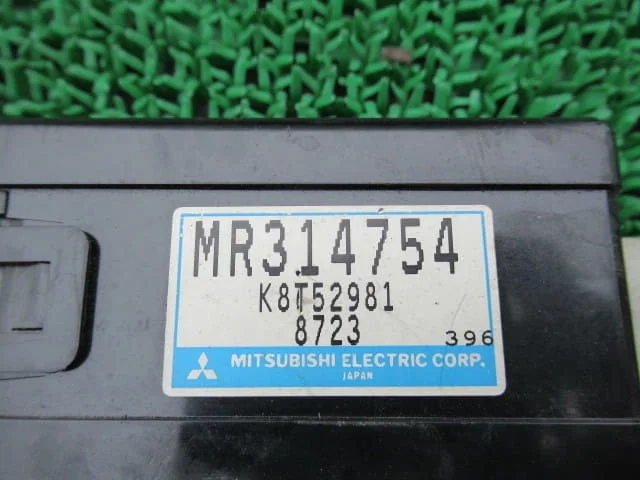 MR314754
K8T52981
8723
396
MITSUBISHI ELECTRIC CORP.
JAPAN